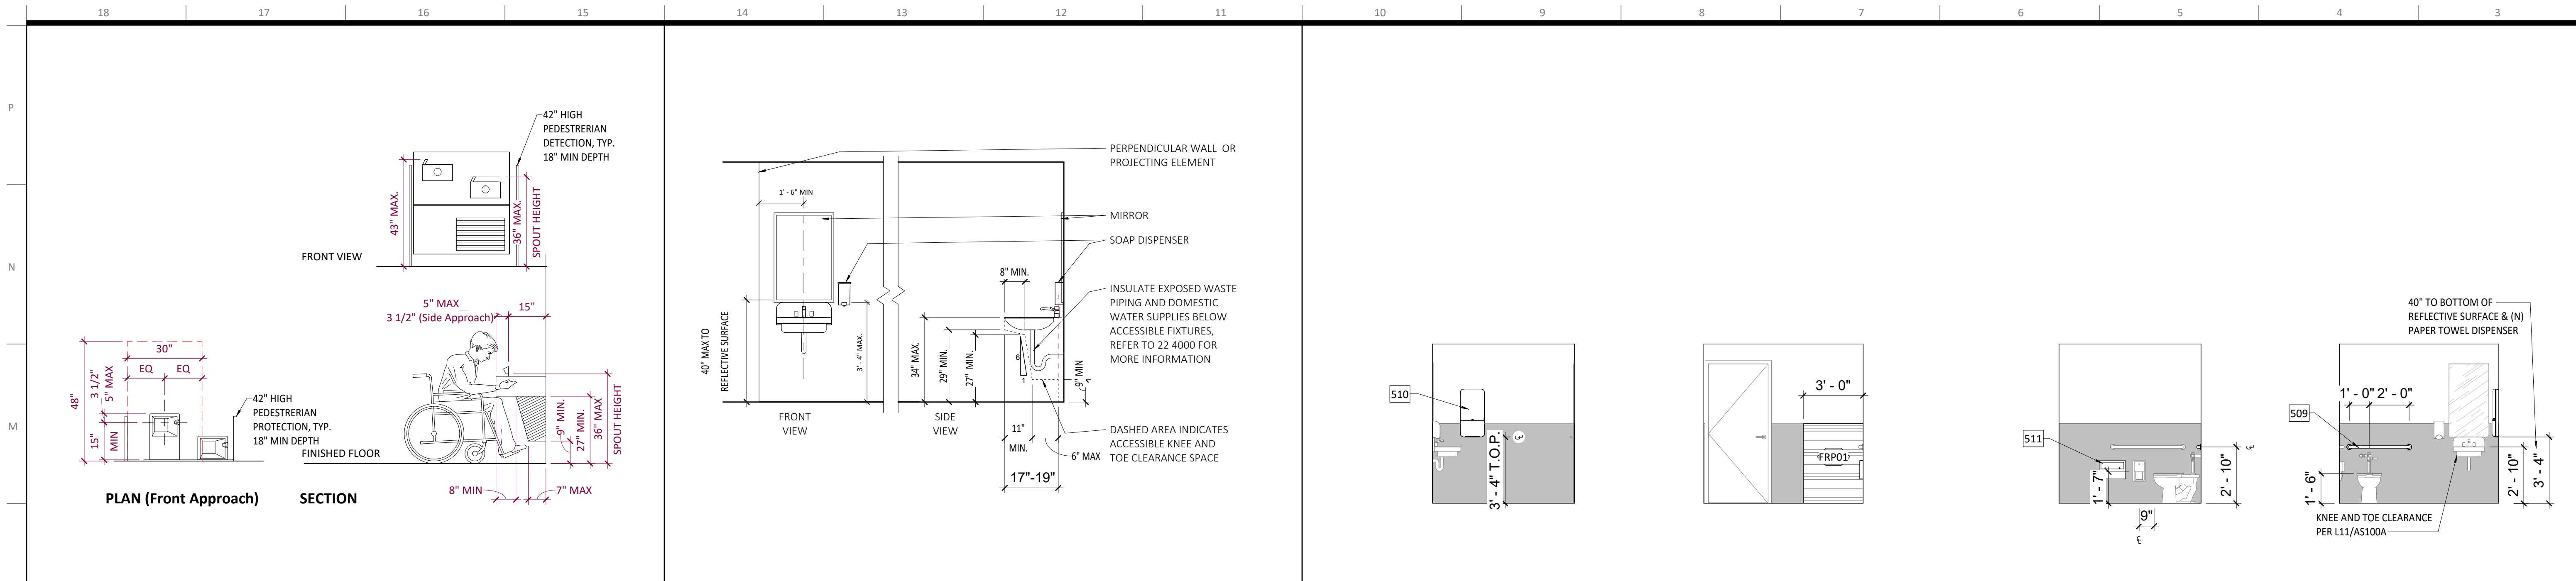 18 17 16 15 14 13 12 11 10 9 8 7 6 5 4 3
P
N
M
42" HIGH
PEDESTRERIAN
DETECTION, TYP.
18" MIN DEPTH
43" MAX.
36" MAX.
SPOUT HEIGHT
FRONT VIEW
5" MAX
3 1/2" (Side Approach)
15"
48"
30"
EQ EQ
3 1/2"
5" MAX
15"
MIN
42" HIGH
PEDESTRERIAN
PROTECTION, TYP.
18" MIN DEPTH
FINISHED FLOOR
9" MIN.
27" MIN.
36" MAX
SPOUT HEIGHT
8" MIN
7" MAX
PLAN (Front Approach)
SECTION
PERPENDICULAR WALL OR
PROJECTING ELEMENT
1' - 6" MIN
MIRROR
SOAP DISPENSER
8" MIN.
INSULATE EXPOSED WASTE
PIPING AND DOMESTIC
WATER SUPPLIES BELOW
ACCESSIBLE FIXTURES,
REFER TO 22 4000 FOR
MORE INFORMATION
40" MAX TO
REFLECTIVE SURFACE
3' - 4" MAX.
34" MAX.
29" MIN.
27" MIN.
6
1
9" MIN
FRONT
VIEW
SIDE
VIEW
11"
MIN.
6" MAX
17"-19"
DASHED AREA INDICATES
ACCESSIBLE KNEE AND
TOE CLEARANCE SPACE
510
3' - 4" T.O.P.
3' - 0"
FRP01
511
1' - 7"
9"
2' - 10"
40" TO BOTTOM OF
REFLECTIVE SURFACE & (N)
PAPER TOWEL DISPENSER
1' - 0" 2' - 0"
509
1' - 6"
2' - 10"
3' - 4"
KNEE AND TOE CLEARANCE
PER L11/AS100A